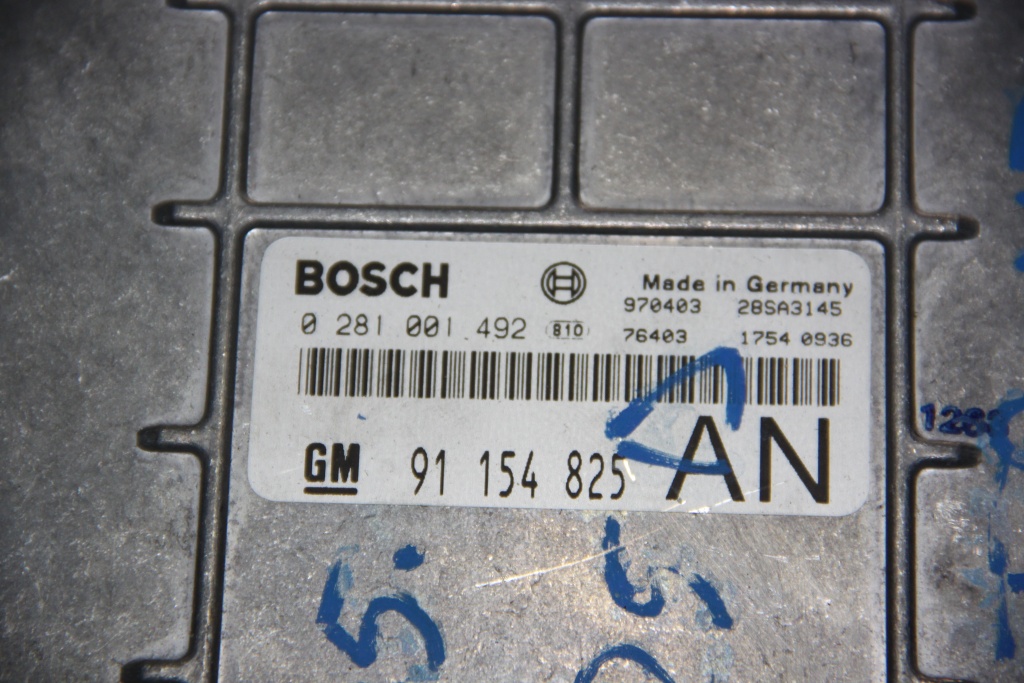 BOSCH
Made in Germany
970403 28SA3145
0 281 001 492 810
76403 1754 0936
GM 91 154 825 AN
5.